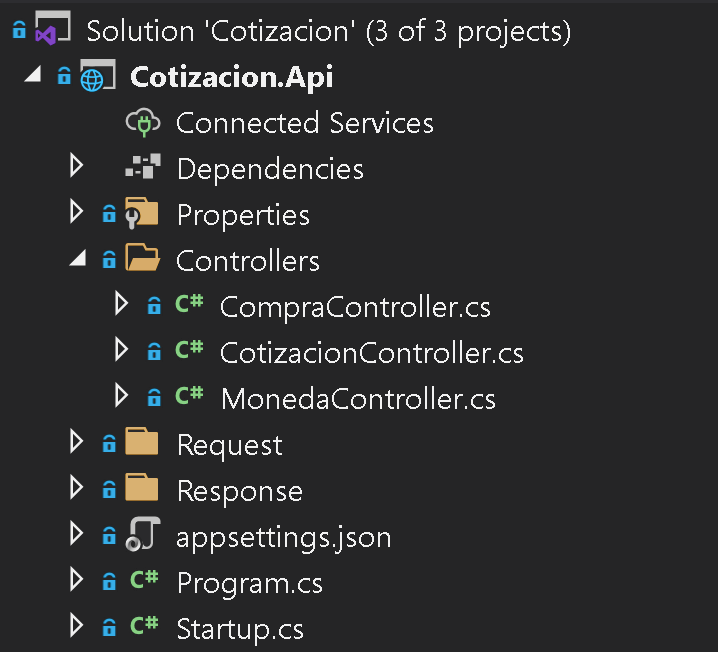 Solution 'Cotizacion' (3 of 3 projects)
Cotizacion.Api
Connected Services
Dependencies
Properties
Controllers
C# CompraController.cs
C# CotizacionController.cs
C# MonedaController.cs
Request
Response
appsettings.json
C# Program.cs
C# Startup.cs